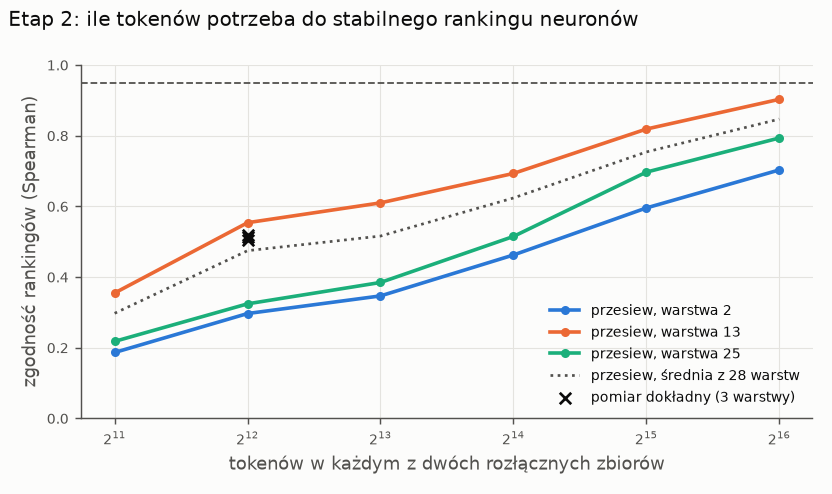 Etap 2: ile tokenów potrzeba do stabilnego rankingu neuronów
zgodność rankingów (Spearman)
1.0
0.8
0.6
0.4
0.2
0.0
przesiew, warstwa 2
przesiew, warstwa 13
przesiew, warstwa 25
przesiew, średnia z 28 warstw
pomiar dokładny (3 warstwy)
2¹¹ 2¹² 2¹³ 2¹⁴ 2¹⁵ 2¹⁶
tokenów w każdym z dwóch rozłącznych zbiorów